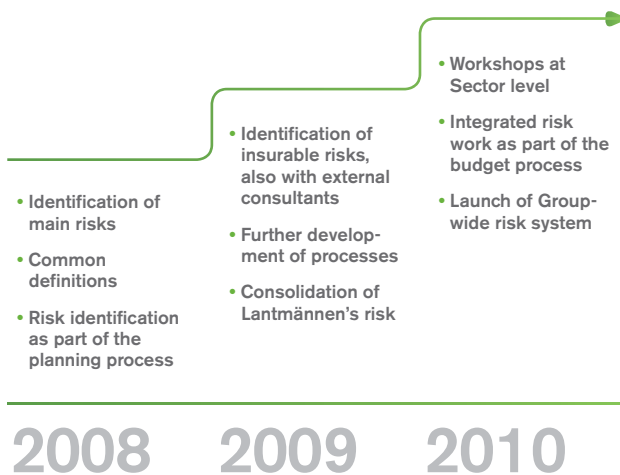 • Identification of
main risks
• Common
definitions
• Risk identification
as part of the
planning process
• Identification of
insurable risks,
also with external
consultants
• Further develop-
ment of processes
• Consolidation of
Lantmännen's risk
• Workshops at
Sector level
• Integrated risk
work as part of the
budget process
• Launch of Group-
wide risk system
2008
2009
2010